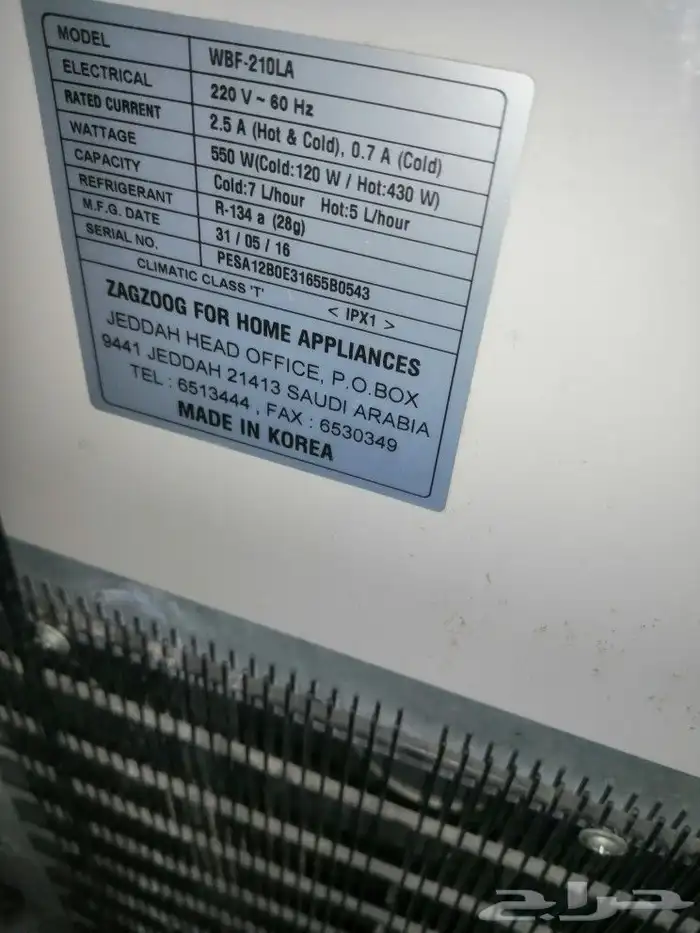 MODEL WBF-210LA
ELECTRICAL 220 V ~ 60 Hz
RATED CURRENT 2.5 A (Hot & Cold), 0.7 A (Cold)
WATTAGE 550 W(Cold:120 W / Hot:430 W)
CAPACITY Cold:7 L/hour Hot:5 L/hour
REFRIGERANT R-134 a (28g)
M.F.G. DATE 31 / 05 / 16
SERIAL NO. PESA12B0E31655B0543
CLIMATIC CLASS 'T' < IPX1 >
ZAGZOOG FOR HOME APPLIANCES
JEDDAH HEAD OFFICE, P.O.BOX
9441 JEDDAH 21413 SAUDI ARABIA
TEL : 6513444 , FAX : 6530349
MADE IN KOREA
حراج